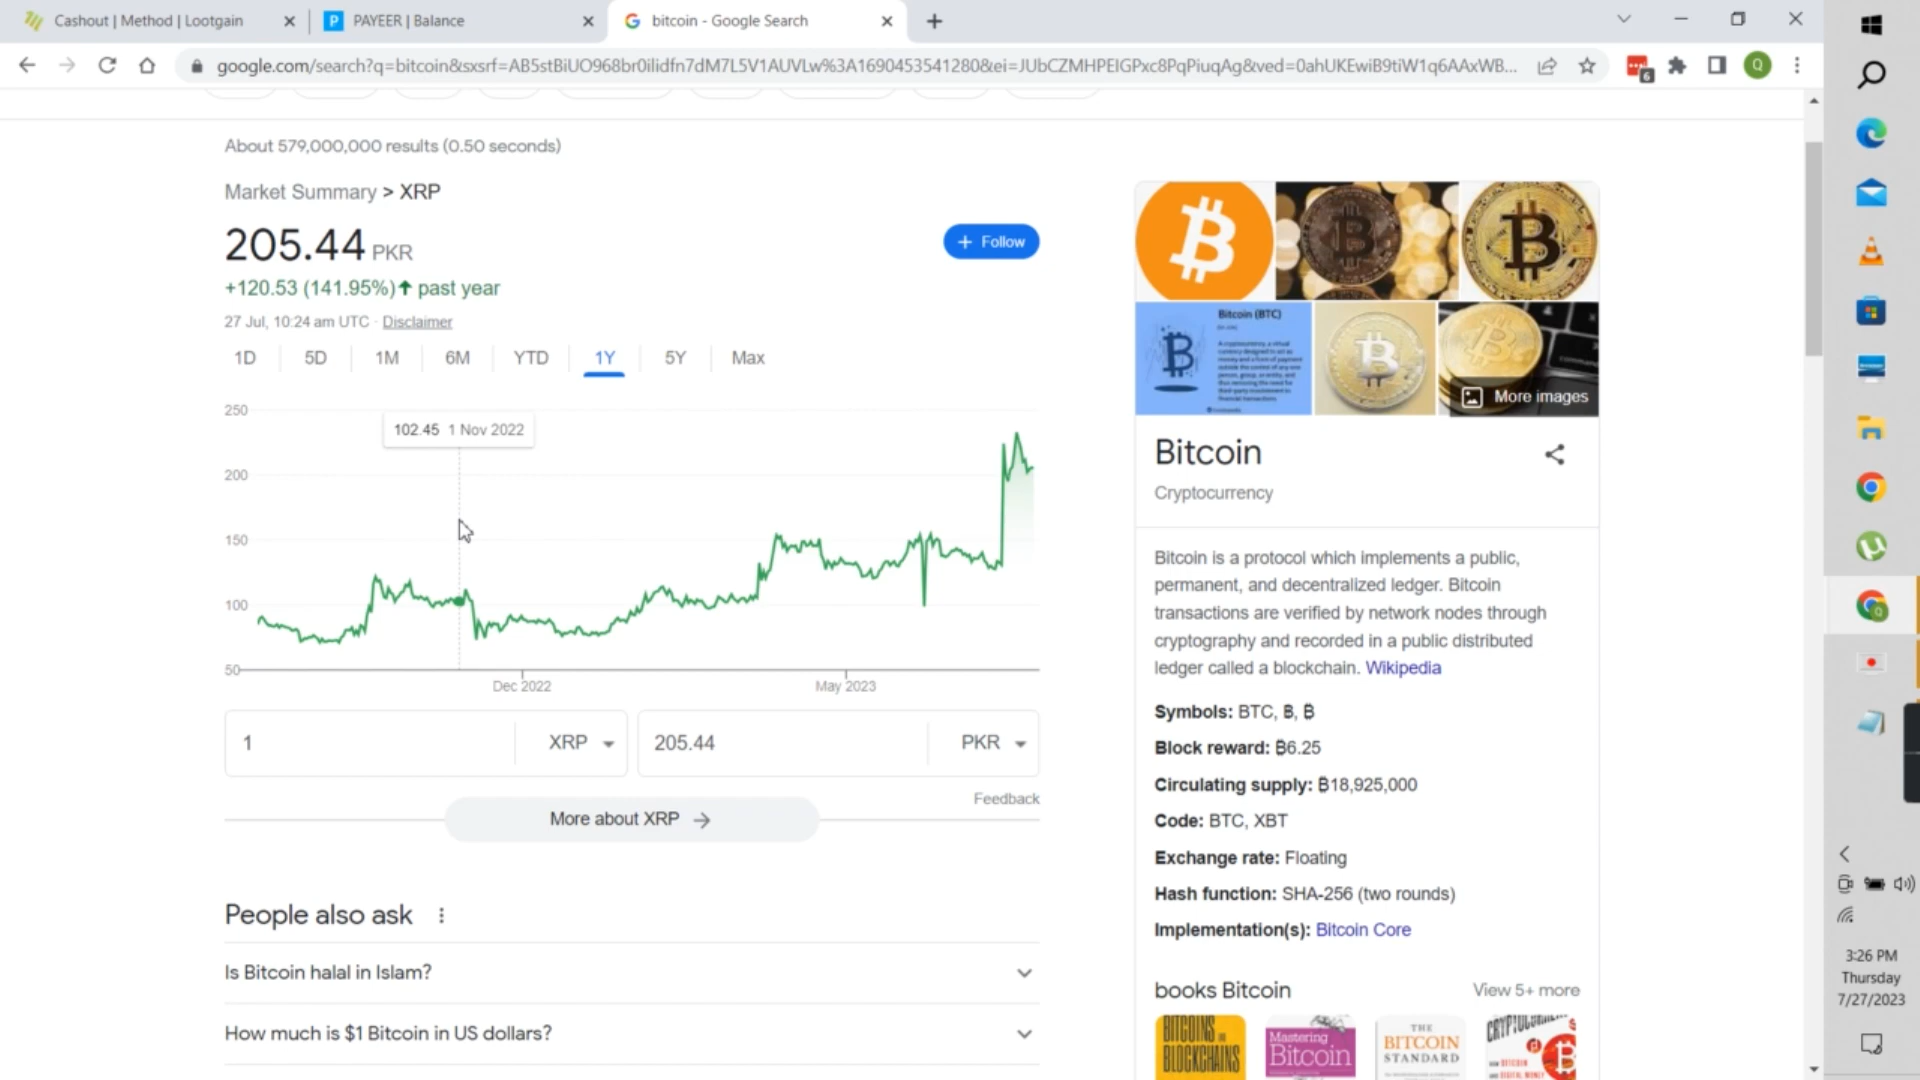 Cashout | Method | Lootgain
PAYEER | Balance
bitcoin - Google Search
google.com/search?q=bitcoin&sxsrf=AB5stBiUO968br0ilidfn7dM7L5V1AUVLw%3A1690453541280&ei=JUbCZMHPEIGPxc8PqPiuqAg&ved=0ahUKEwiB9tiW1q6AAxWB...
6
Q
About 579,000,000 results (0.50 seconds)
Market Summary > XRP
205.44 PKR
+ Follow
+120.53 (141.95%) ↑ past year
27 Jul, 10:24 am UTC · Disclaimer
1D 5D 1M 6M YTD 1Y 5Y Max
250
102.45 1 Nov 2022
200
150
100
50
Dec 2022
May 2023
1 XRP 205.44 PKR
Feedback
More about XRP →
People also ask
Is Bitcoin halal in Islam?
How much is $1 Bitcoin in US dollars?
Bitcoin (BTC)
More images
Bitcoin
Cryptocurrency
Bitcoin is a protocol which implements a public,
permanent, and decentralized ledger. Bitcoin
transactions are verified by network nodes through
cryptography and recorded in a public distributed
ledger called a blockchain. Wikipedia
Symbols: BTC, ₿, ฿
Block reward: ₿6.25
Circulating supply: ₿18,925,000
Code: BTC, XBT
Exchange rate: Floating
Hash function: SHA-256 (two rounds)
Implementation(s): Bitcoin Core
books Bitcoin
View 5+ more
BITCOINS
BLOCKCHAINS
Mastering
Bitcoin
THE
BITCOIN
STANDARD
3:26 PM
Thursday
7/27/2023